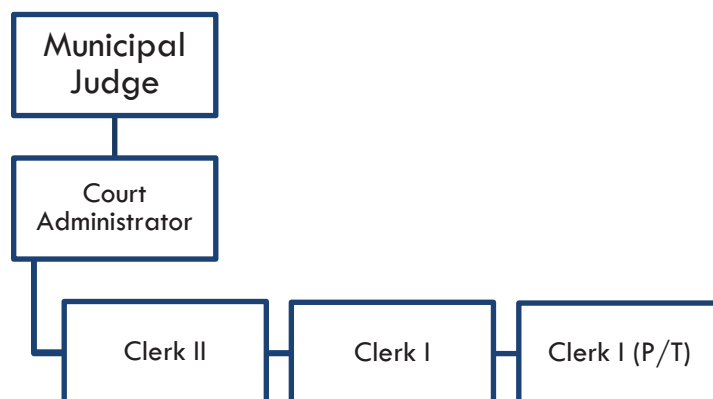 Municipal
Judge
Court
Administrator
Clerk II
Clerk I
Clerk I (P/T)